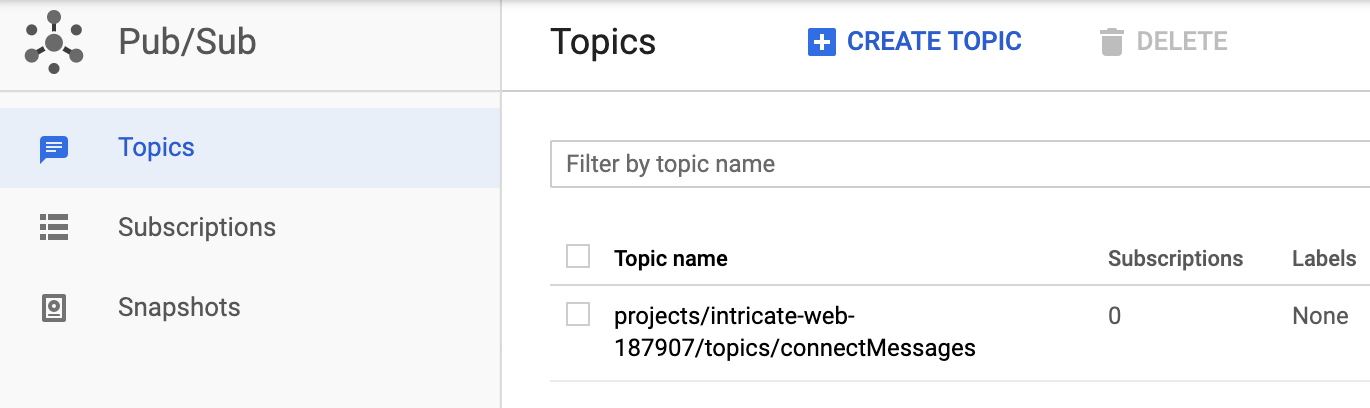 Pub/Sub
Topics
Subscriptions
Snapshots
Topics
CREATE TOPIC
DELETE
Filter by topic name
Topic name Subscriptions Labels
projects/intricate-web- 0 None
187907/topics/connectMessages